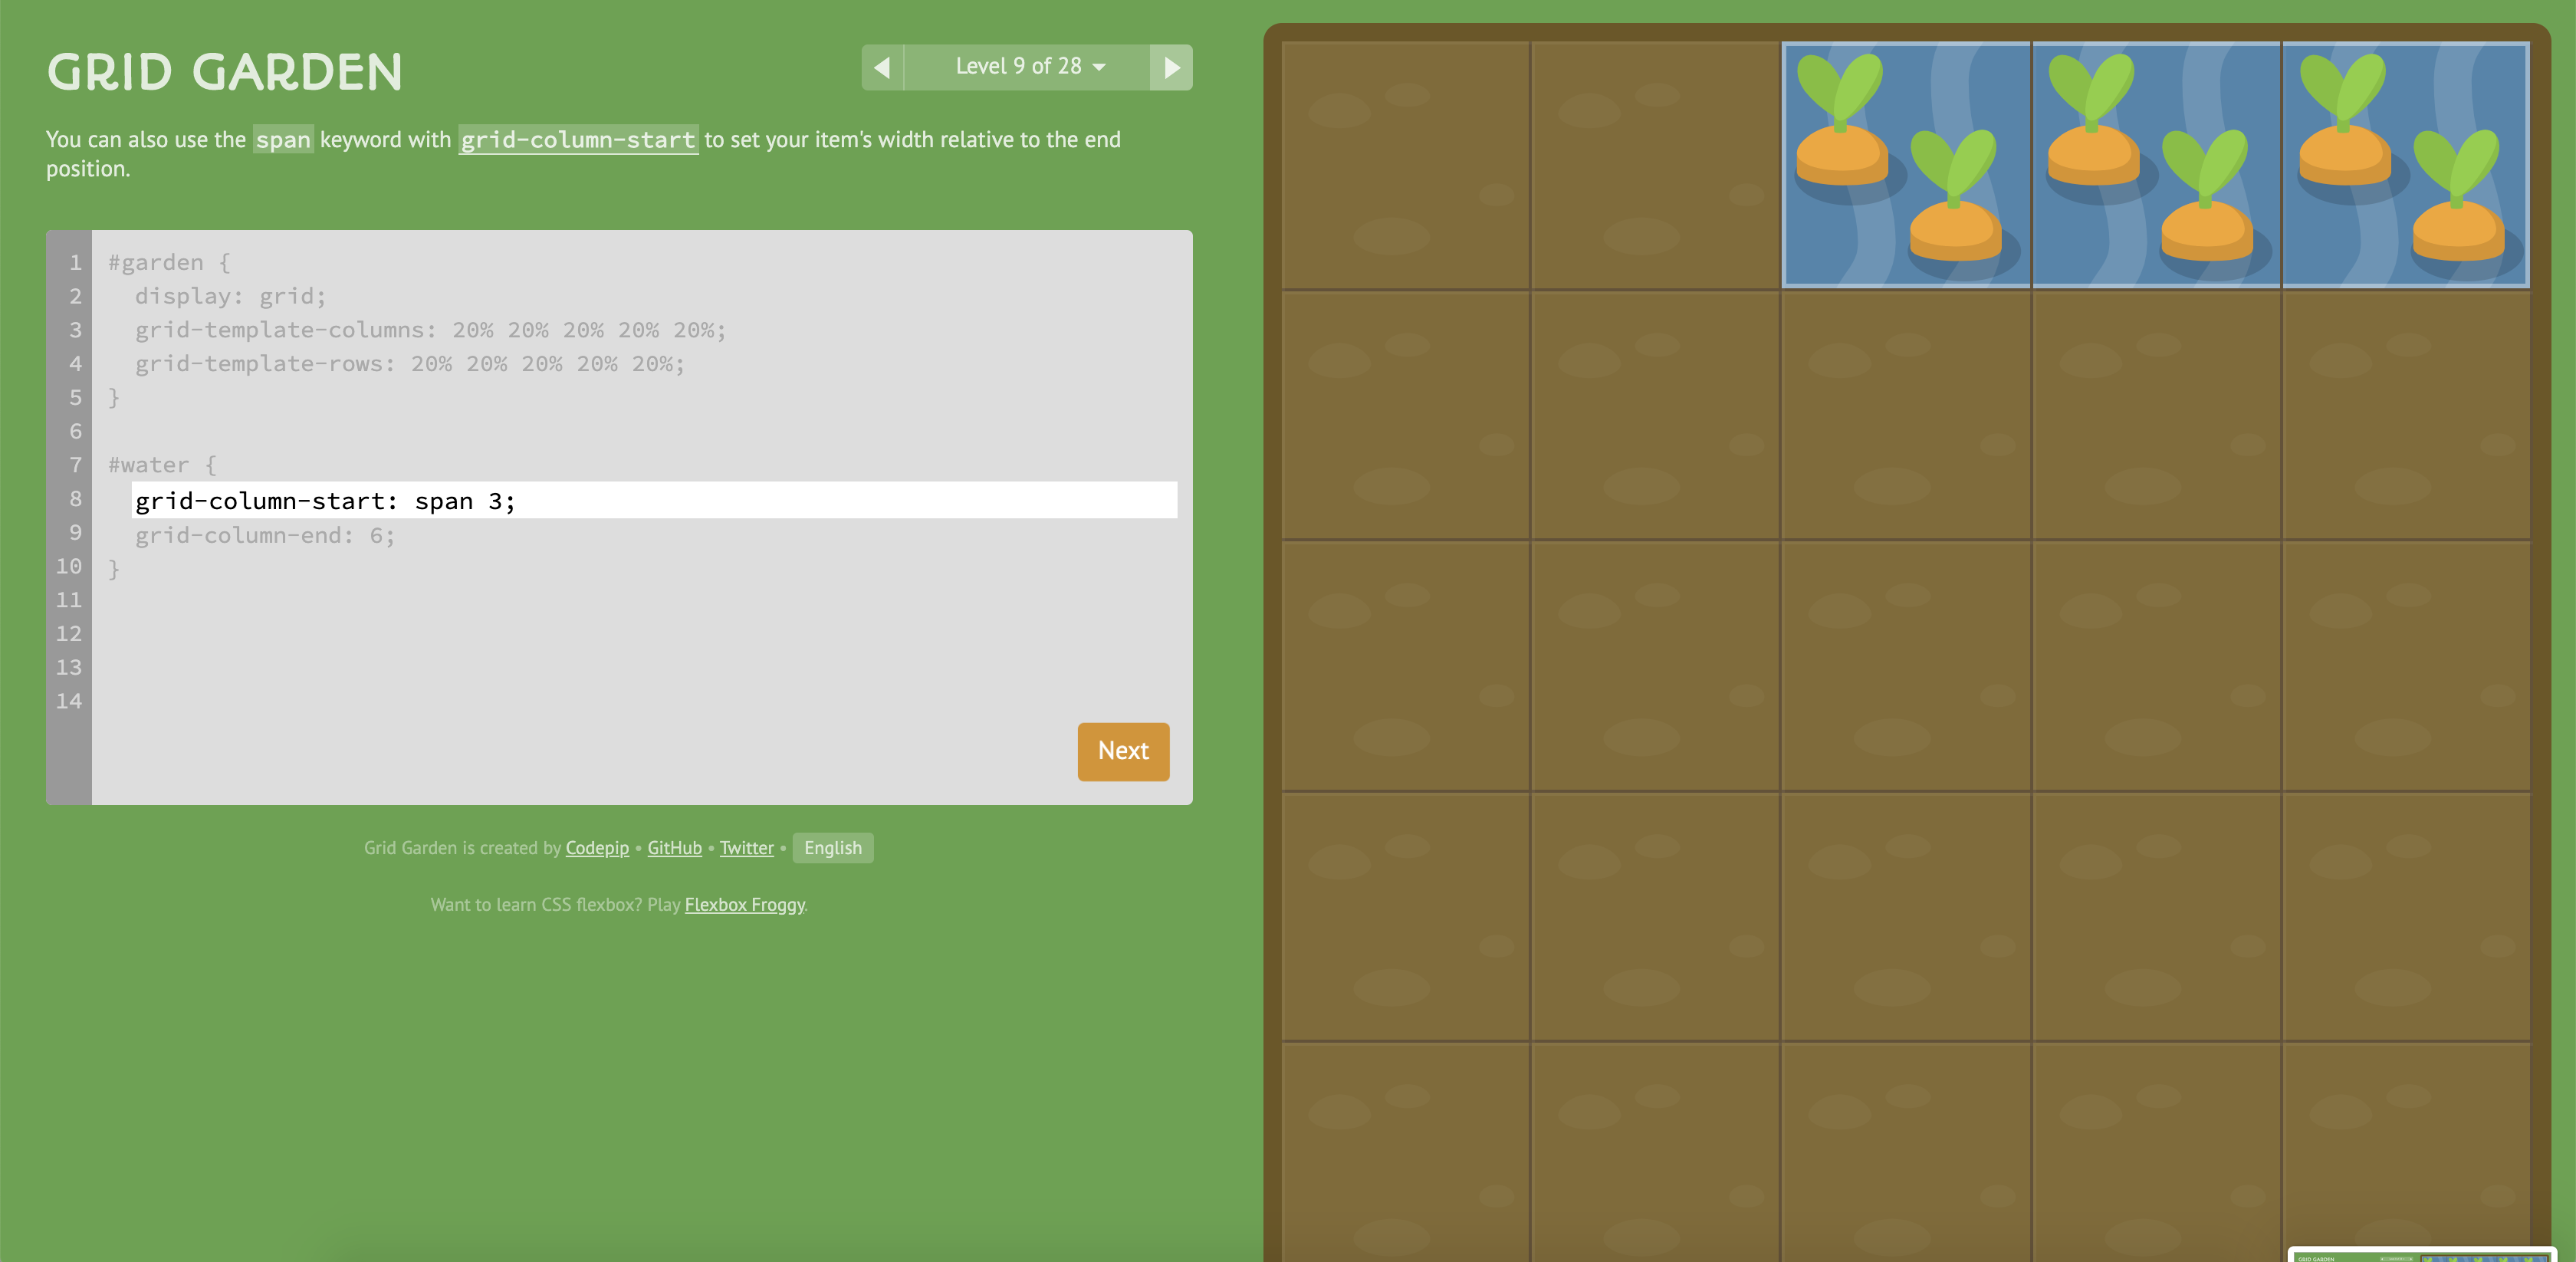 GRID GARDEN
Level 9 of 28
You can also use the span keyword with grid-column-start to set your item's width relative to the end
position.
1 #garden {
2 display: grid;
3 grid-template-columns: 20% 20% 20% 20% 20%;
4 grid-template-rows: 20% 20% 20% 20% 20%;
5 }
6
7 #water {
8 grid-column-start: span 3;
9 grid-column-end: 6;
10 }
11
12
13
14
Next
Grid Garden is created by Codepip • GitHub • Twitter • English
Want to learn CSS flexbox? Play Flexbox Froggy.
GRID GARDEN